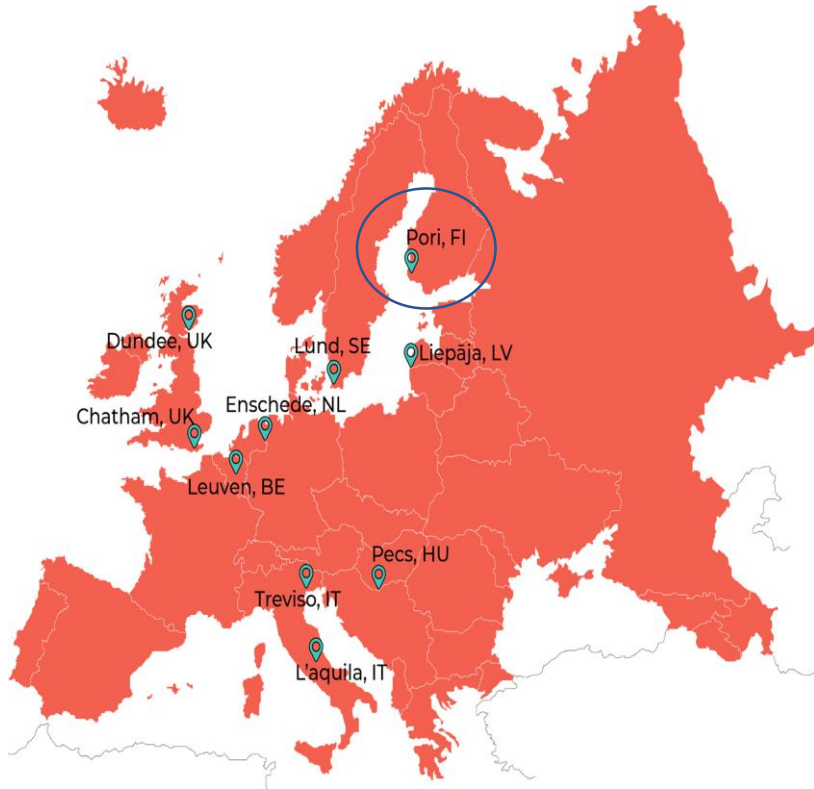 Pori, FI
Dundee, UK
Lund, SE
Liepāja, LV
Enschede, NL
Chatham, UK
Leuven, BE
Pecs, HU
Treviso, IT
L'aquila, IT